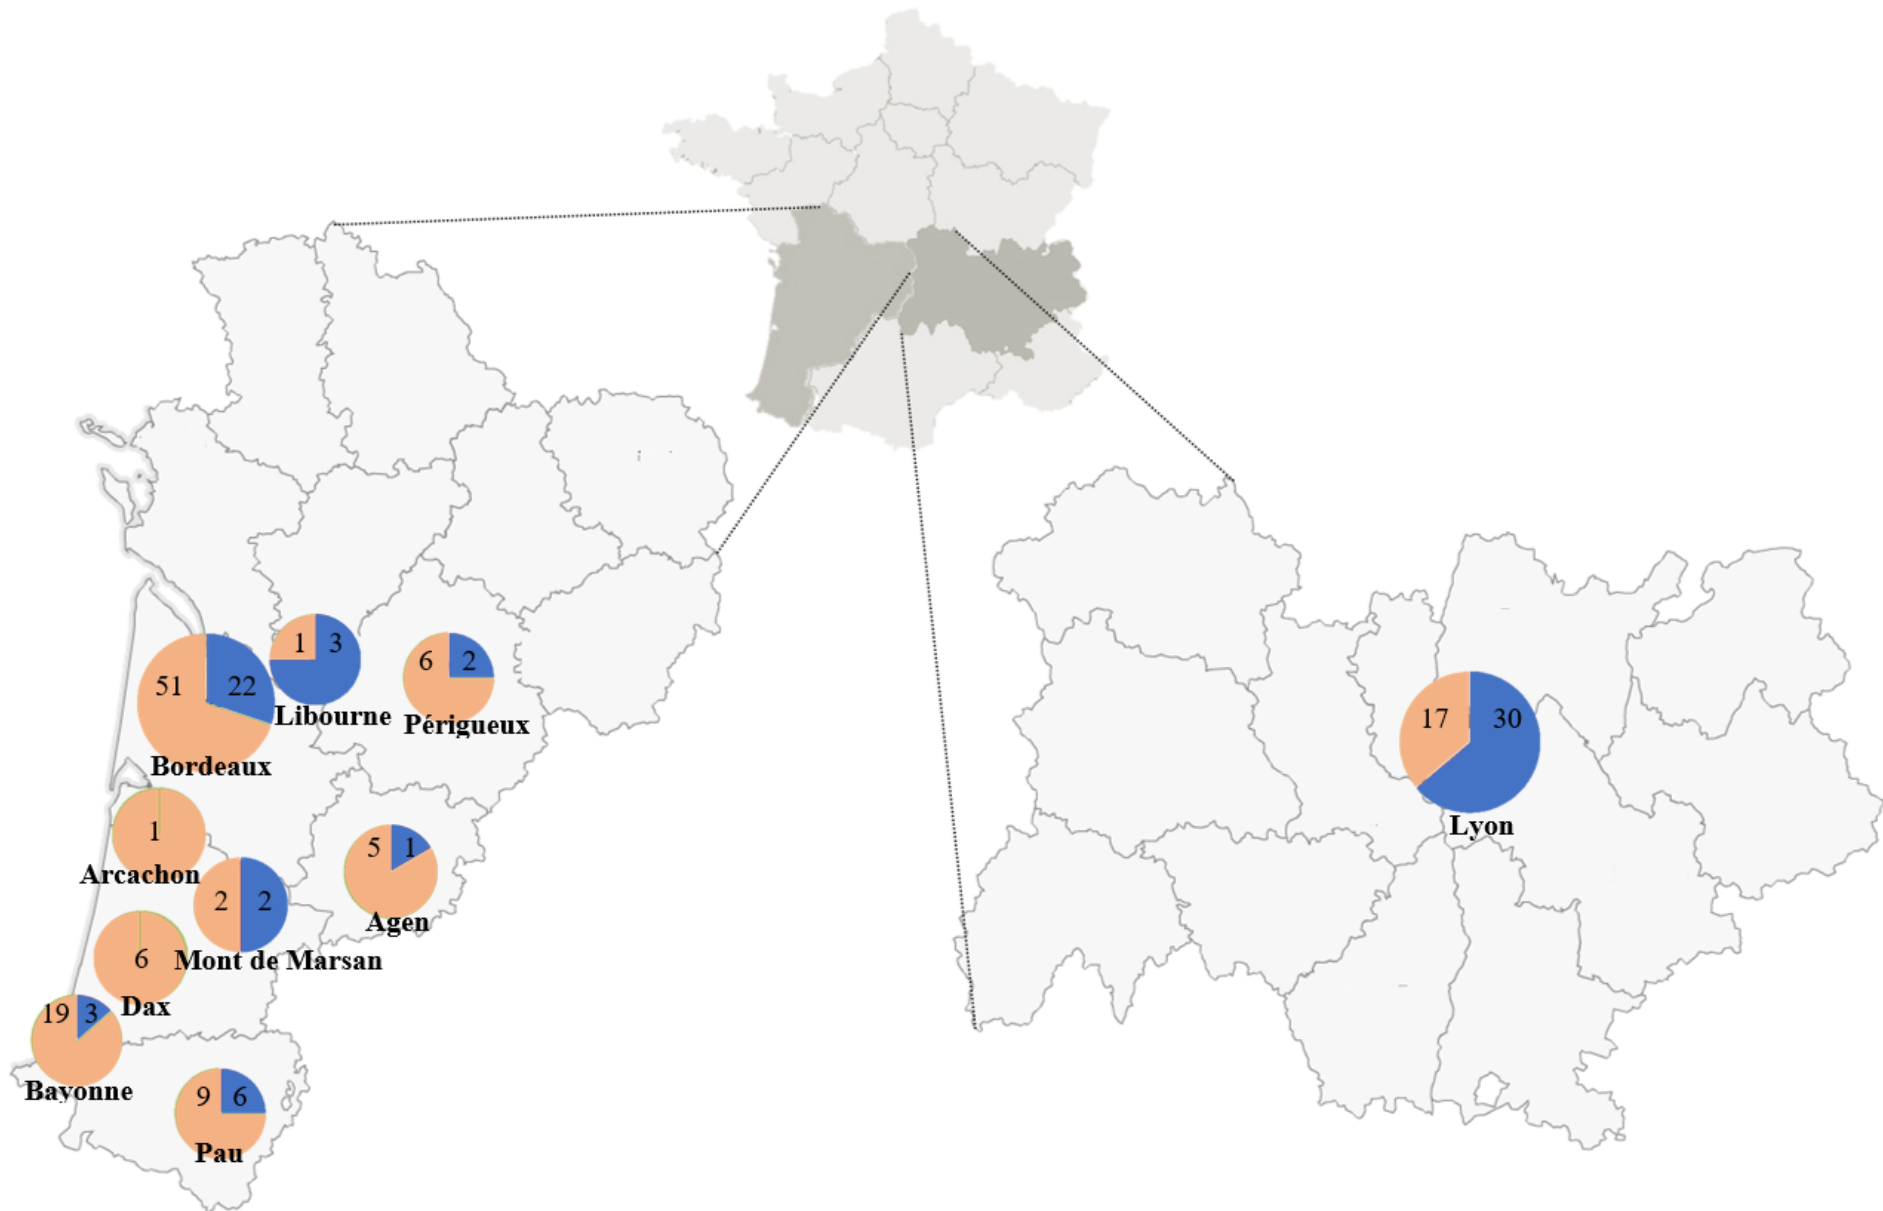 1 3
Libourne
6 2
Périgueux
51 22
Bordeaux
17 30
Lyon
1
Arcachon
5 1
Agen
2 2
Mont de Marsan
6
Dax
19 3
Bayonne
9 6
Pau